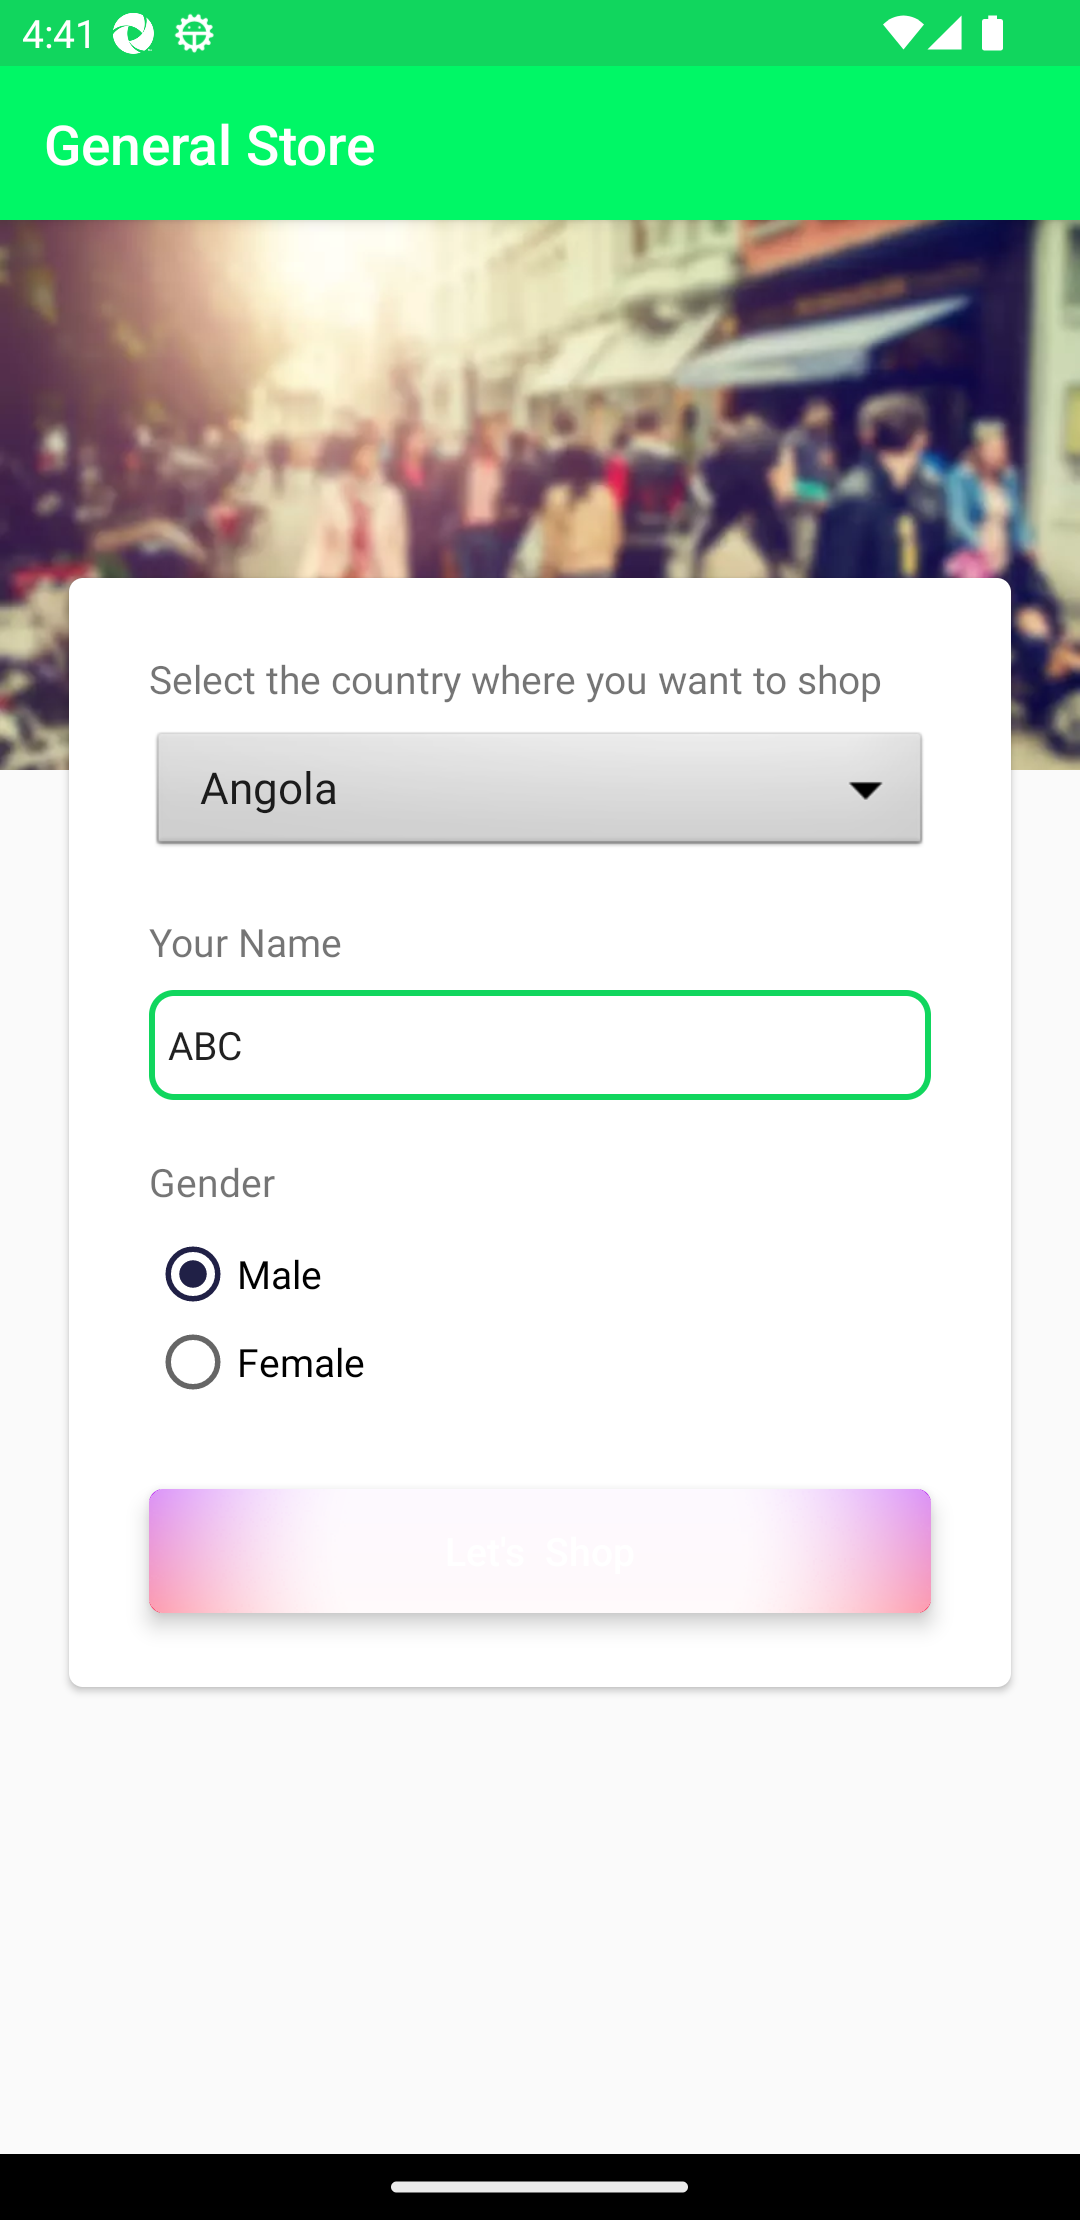 4:41
General Store
Select the country where you want to shop
Angola
Your Name
ABC
Gender
Male
Female
Let's Shop